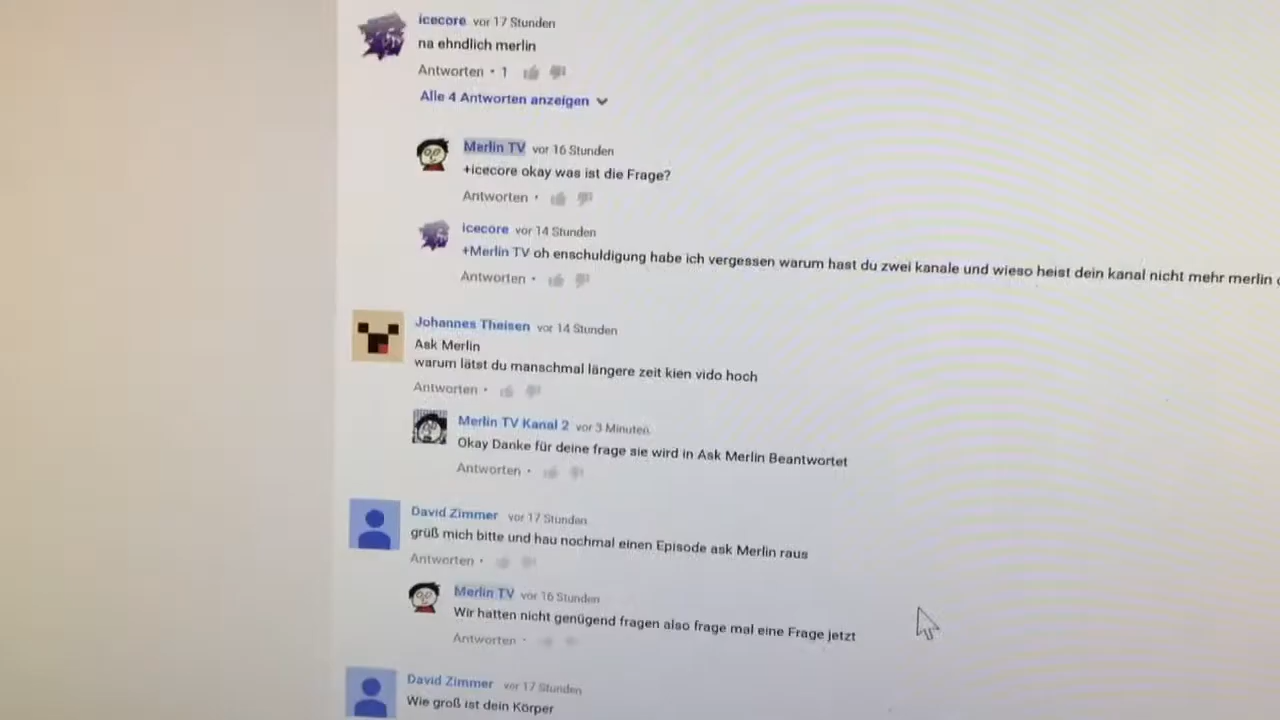 icecore vor 17 Stunden
na ehndlich merlin
Antworten • 1
Alle 4 Antworten anzeigen
Merlin TV vor 16 Stunden
+icecore okay was ist die Frage?
Antworten •
icecore vor 14 Stunden
+Merlin TV oh enschuldigung habe ich vergessen warum hast du zwei kanale und wieso heist dein kanal nicht mehr merlin
Antworten •
Johannes Theisen vor 14 Stunden
Ask Merlin
warum lätst du manschmal längere zeit kien vido hoch
Antworten •
Merlin TV Kanal 2 vor 3 Minuten
Okay Danke für deine frage sie wird in Ask Merlin Beantwortet
Antworten •
David Zimmer vor 17 Stunden
grüß mich bitte und hau nochmal einen Episode ask Merlin raus
Antworten •
Merlin TV vor 16 Stunden
Wir hatten nicht genügend fragen also frage mal eine Frage jetzt
Antworten •
David Zimmer vor 17 Stunden
Wie groß ist dein Körper